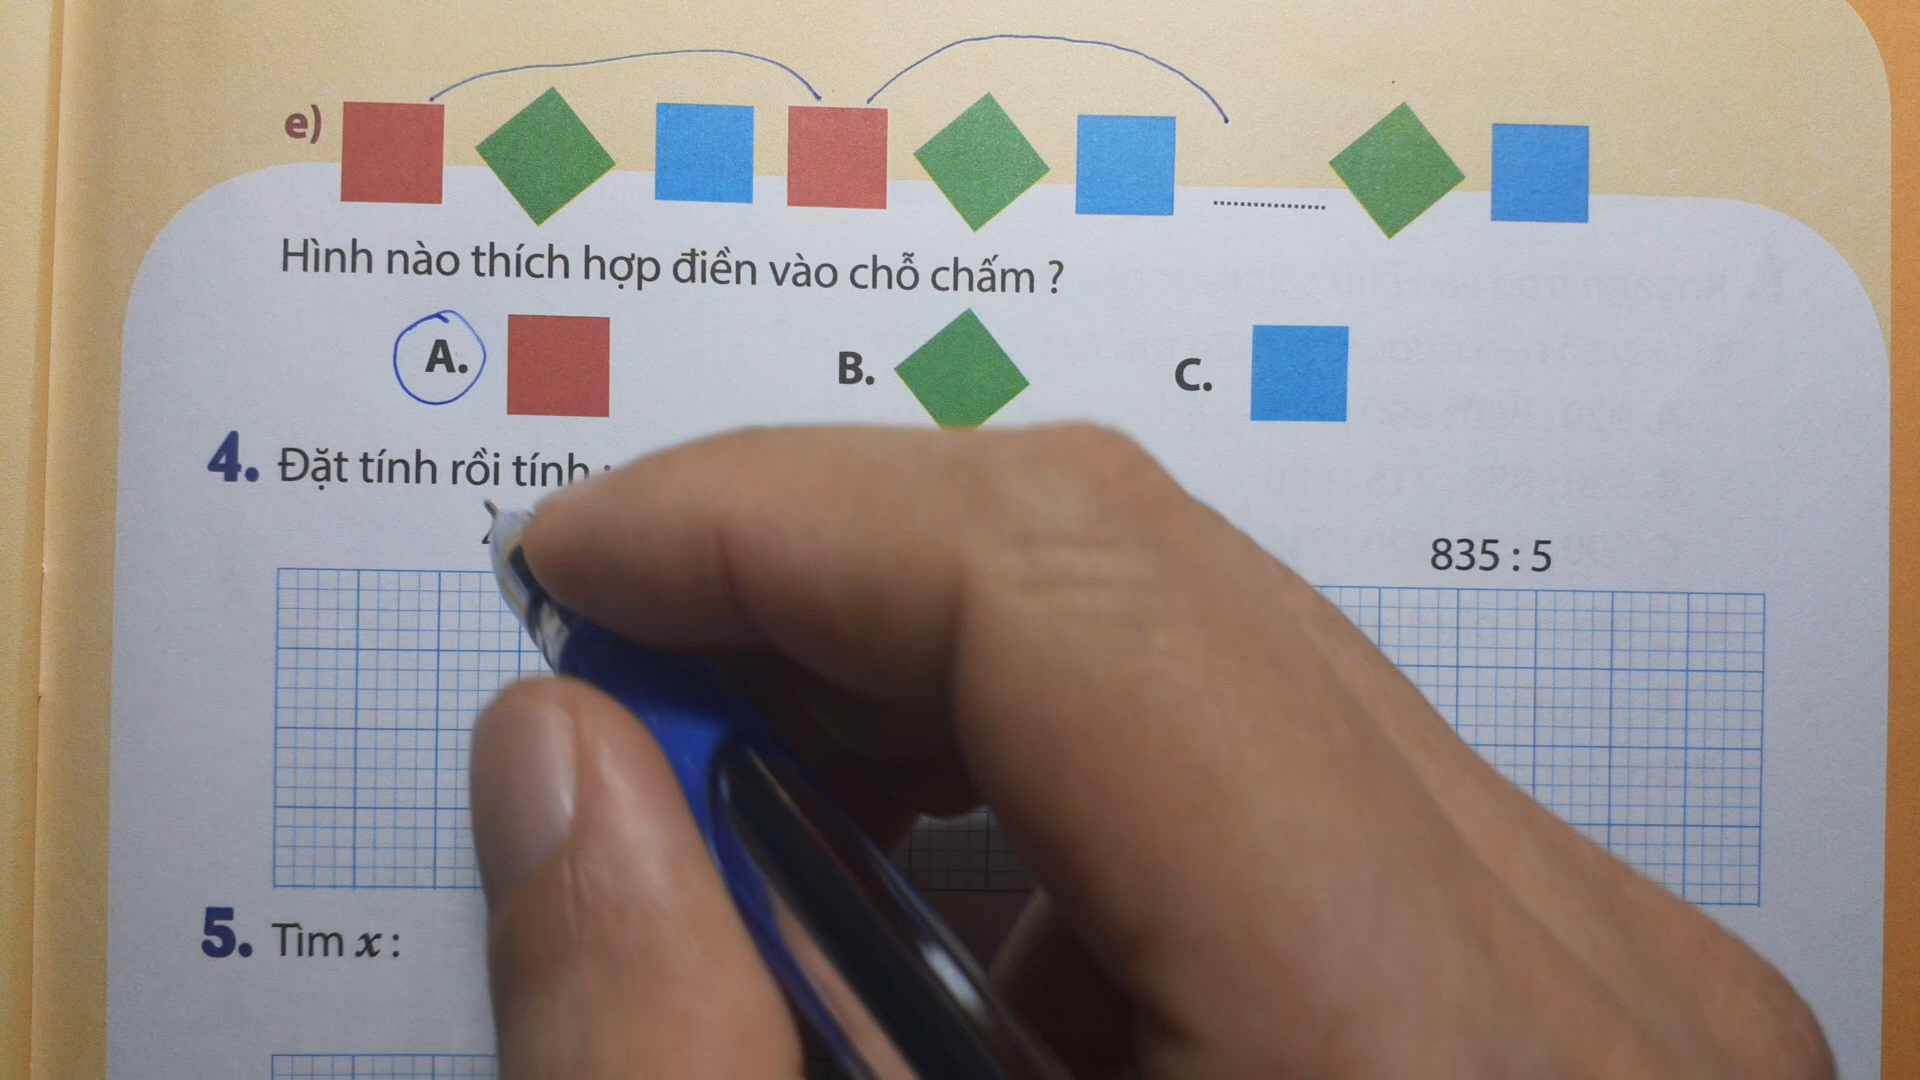 e)
.................
Hình nào thích hợp điền vào chỗ chấm ?
A.
B.
C.
4. Đặt tính rồi tính :
835 : 5
5. Tìm x :